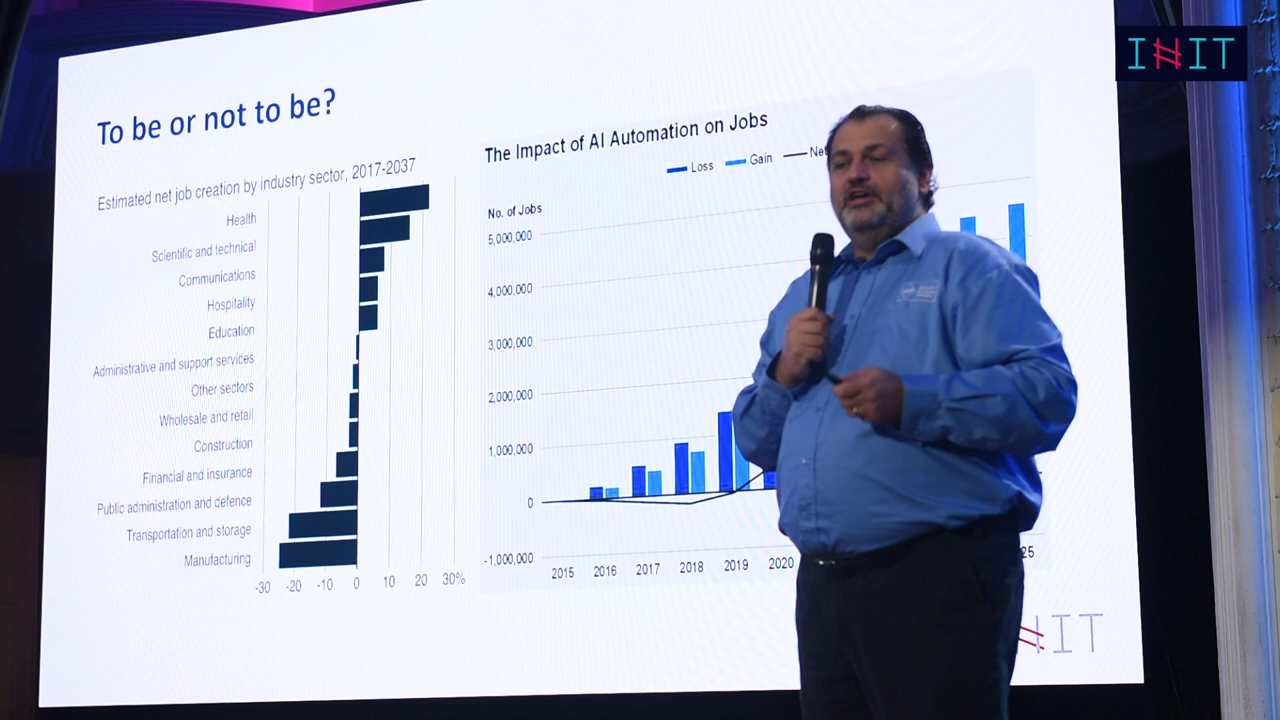 INIT
To be or not to be?
Estimated net job creation by industry sector, 2017-2037
Health
Scientific and technical
Communications
Hospitality
Education
Administrative and support services
Other sectors
Wholesale and retail
Construction
Financial and insurance
Public administration and defence
Transportation and storage
Manufacturing
-30 -20 -10 0 10 20 30%
The Impact of AI Automation on Jobs
Loss Gain Net
No. of Jobs
5,000,000
4,000,000
3,000,000
2,000,000
1,000,000
0
-1,000,000
2015 2016 2017 2018 2019 2020 25
NIT